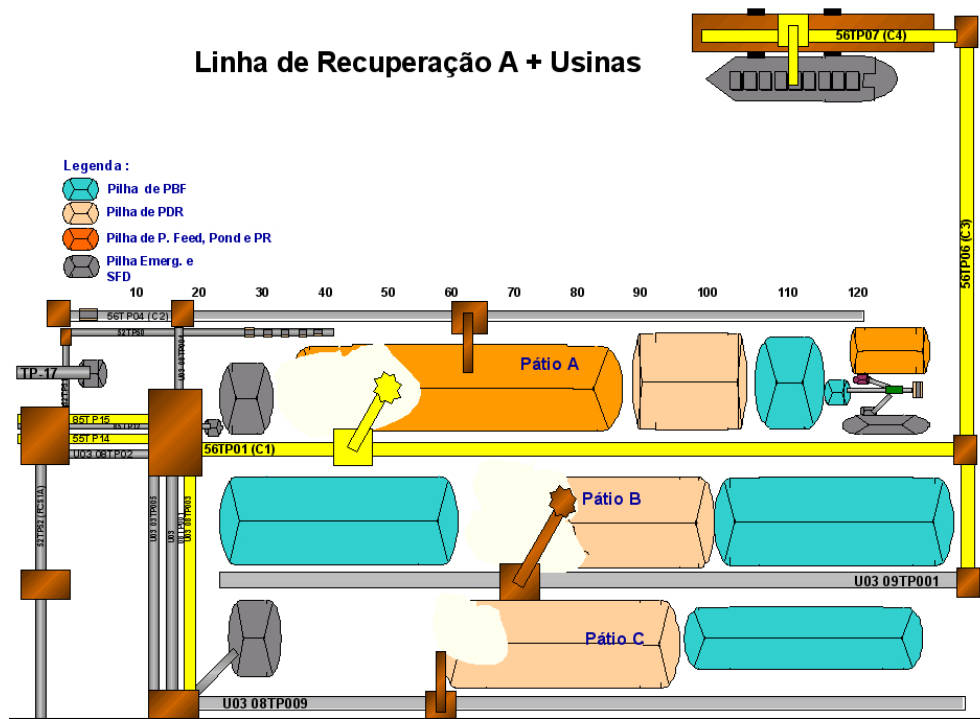 56TP07 (C4)
Linha de Recuperação A + Usinas
Legenda :
Pilha de PBF
Pilha de PDR
Pilha de P. Feed, Pond e PR
Pilha Emerg. e
SFD
56TP06 (C3)
10 20 30 40 50 60 70 80 90 100 110 120
56TP04 (C2)
52TP50
TP-17
Pátio A
85TP15
55TP14
U03 08TP02
56TP01 (C1)
Pátio B
U03 09TP001
Pátio C
U03 08TP009